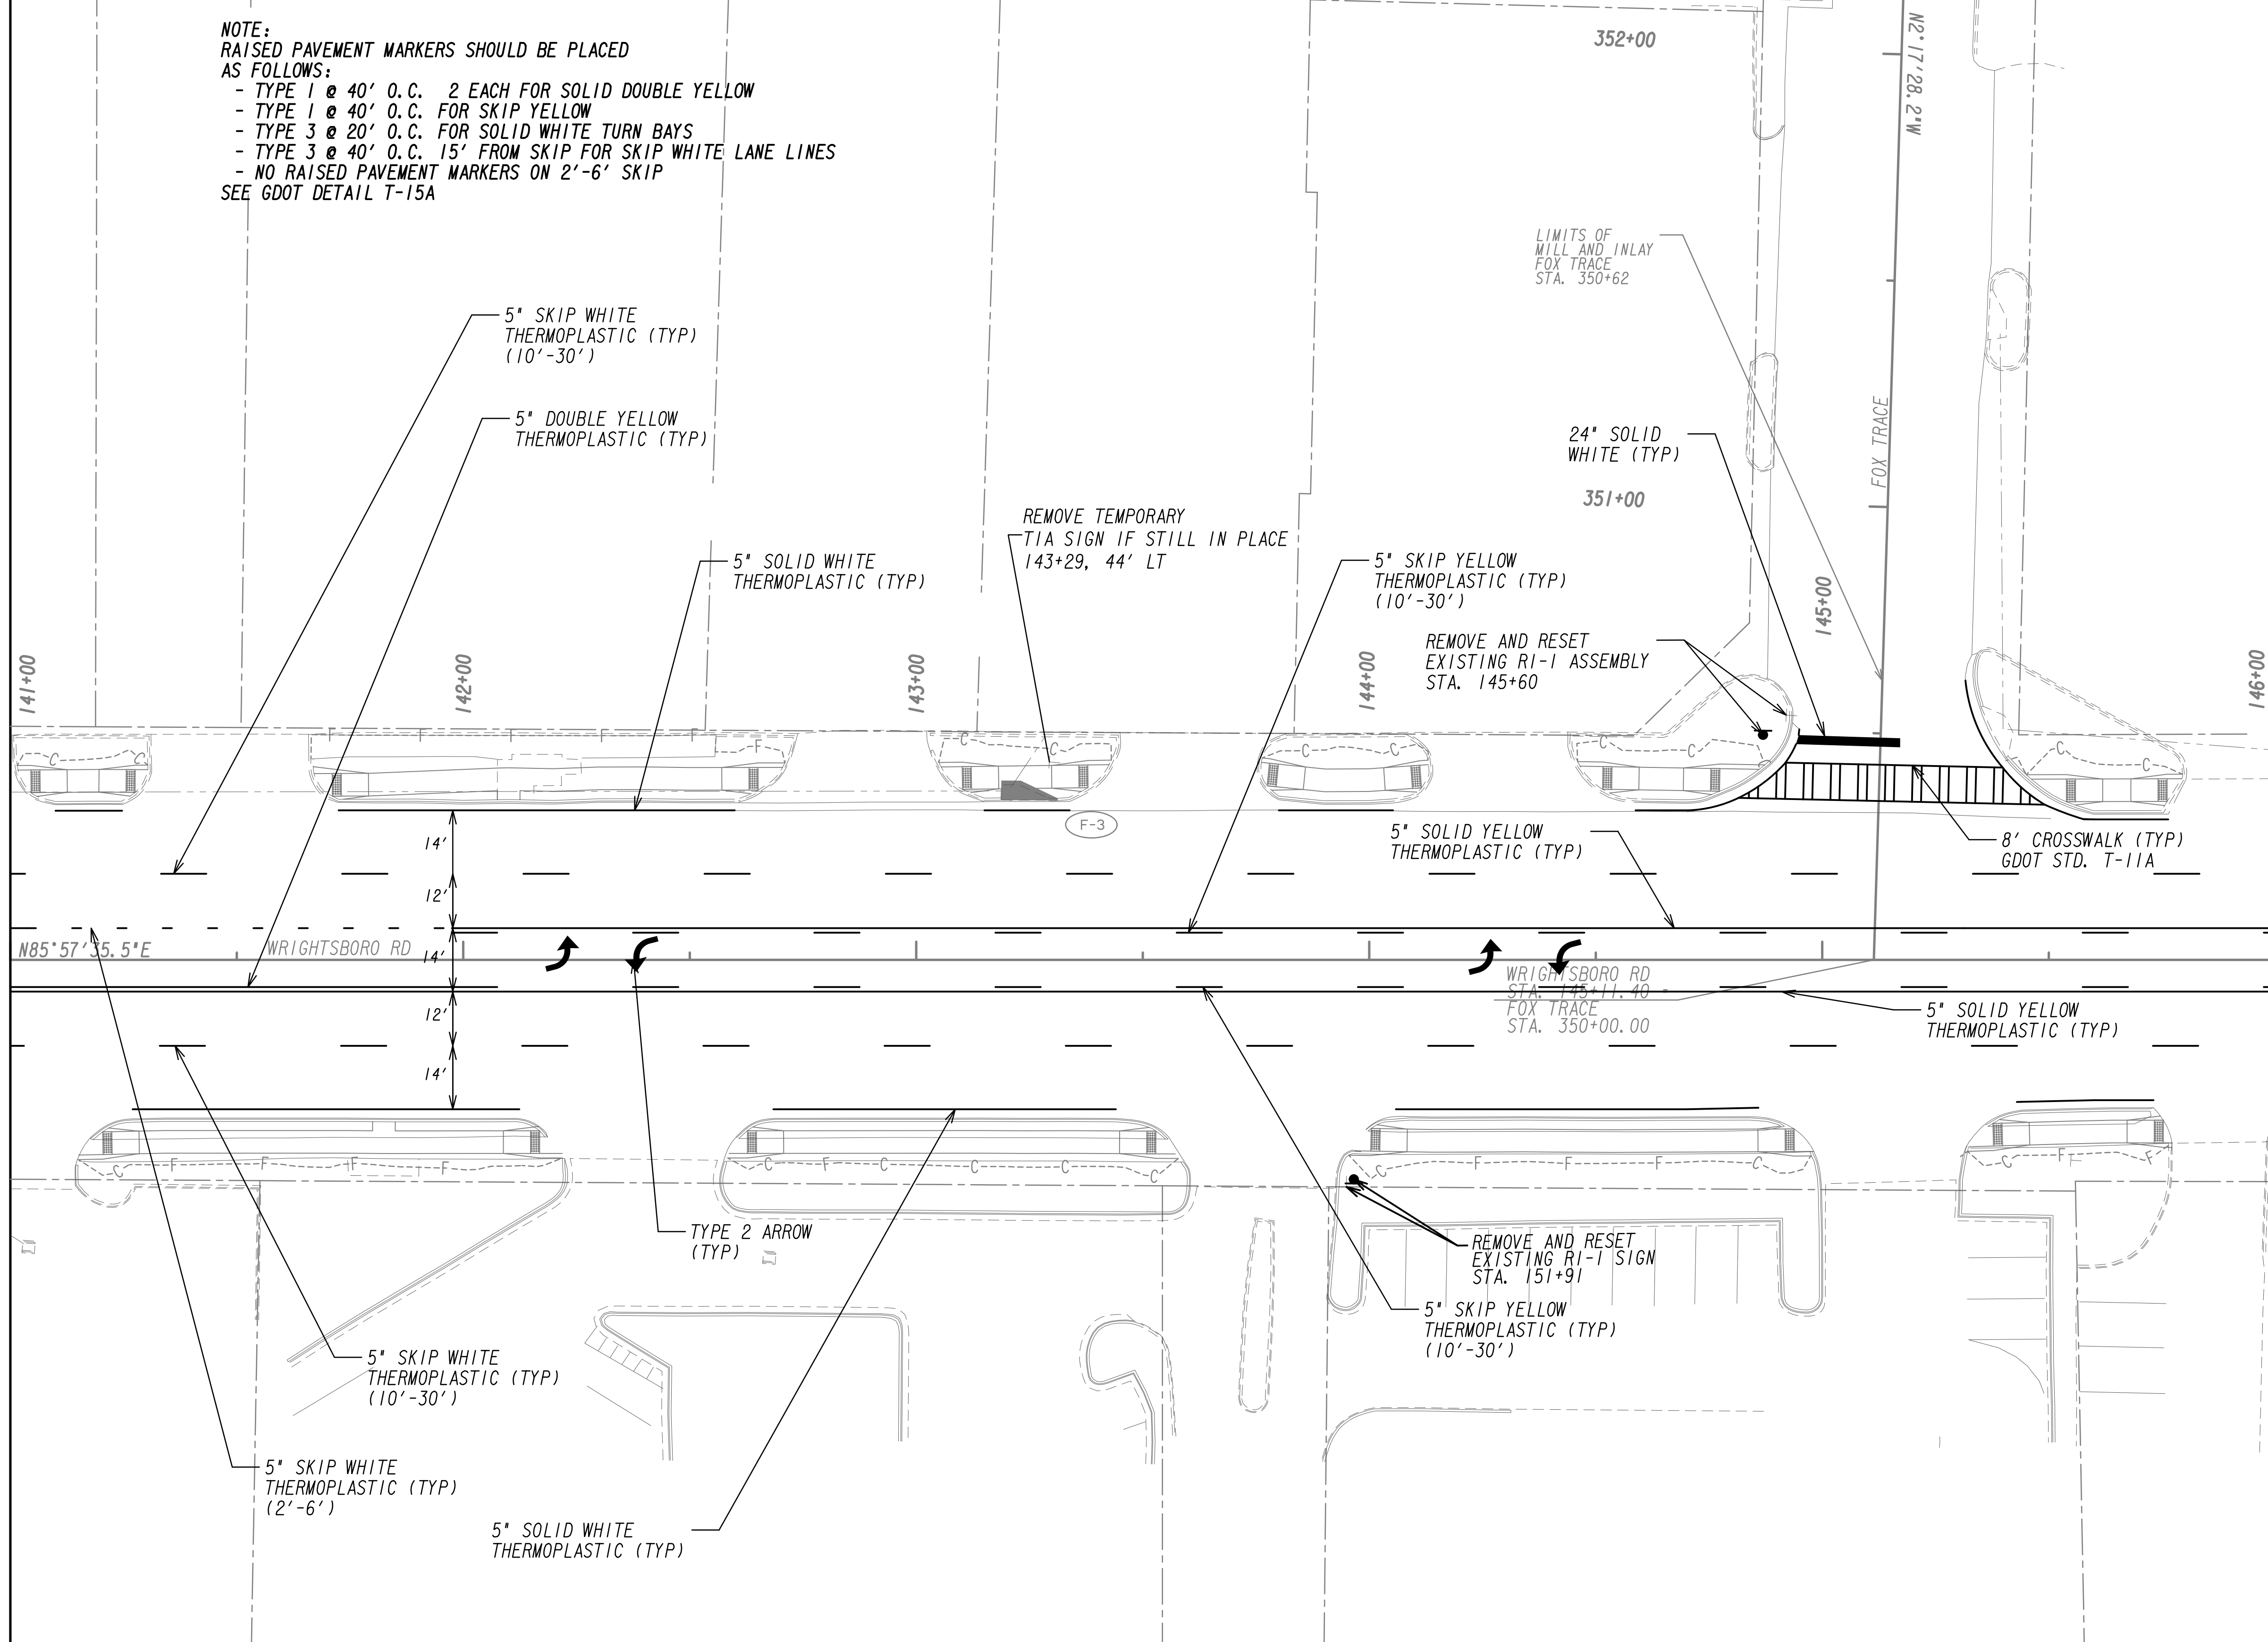 NOTE:
RAISED PAVEMENT MARKERS SHOULD BE PLACED
AS FOLLOWS:
- TYPE 1 @ 40' O.C.  2 EACH FOR SOLID DOUBLE YELLOW
- TYPE 1 @ 40' O.C. FOR SKIP YELLOW
- TYPE 3 @ 20' O.C. FOR SOLID WHITE TURN BAYS
- TYPE 3 @ 40' O.C. 15' FROM SKIP FOR SKIP WHITE LANE LINES
- NO RAISED PAVEMENT MARKERS ON 2'-6' SKIP
SEE GDOT DETAIL T-15A
352+00
N2°17'28.2"W
LIMITS OF
MILL AND INLAY
FOX TRACE
STA. 350+62
5" SKIP WHITE
THERMOPLASTIC (TYP)
(10'-30')
5" DOUBLE YELLOW
THERMOPLASTIC (TYP)
24" SOLID
WHITE (TYP)
FOX TRACE
351+00
REMOVE TEMPORARY
TIA SIGN IF STILL IN PLACE
143+29, 44' LT
5" SOLID WHITE
THERMOPLASTIC (TYP)
5" SKIP YELLOW
THERMOPLASTIC (TYP)
(10'-30')
REMOVE AND RESET
EXISTING R1-1 ASSEMBLY
STA. 145+60
141+00
142+00
143+00
144+00
145+00
146+00
F F F F F F
C C C C C C C C C C
F-3
5" SOLID YELLOW
THERMOPLASTIC (TYP)
8' CROSSWALK (TYP)
GDOT STD. T-11A
14'
12'
14'
12'
14'
N85°57'35.5"E
WRIGHTSBORO RD
WRIGHTSBORO RD
STA. 145+11.40 =
FOX TRACE
STA. 350+00.00
5" SOLID YELLOW
THERMOPLASTIC (TYP)
C F F F F C F C C C C C F F F C C F F
TYPE 2 ARROW
(TYP)
REMOVE AND RESET
EXISTING R1-1 SIGN
STA. 151+91
5" SKIP YELLOW
THERMOPLASTIC (TYP)
(10'-30')
5" SKIP WHITE
THERMOPLASTIC (TYP)
(10'-30')
5" SKIP WHITE
THERMOPLASTIC (TYP)
(2'-6')
5" SOLID WHITE
THERMOPLASTIC (TYP)